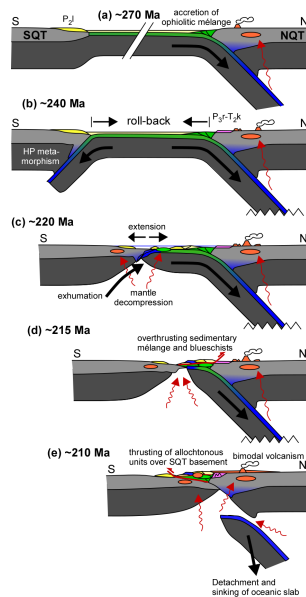 (a) ~270 Ma
accretion of
ophiolitic mélange
P₂l
S
N
SQT
NQT
(b) ~240 Ma
P₃r-T₂k
S
roll-back
N
HP meta-
morphism
(c) ~220 Ma
S
extension
N
exhumation
mantle
decompression
(d) ~215 Ma
overthrusting sedimentary
mélange and blueschists
S
N
(e) ~210 Ma
thrusting of allochtonous
units over SQT basement
bimodal volcanism
S
N
Detachment and
sinking of oceanic slab